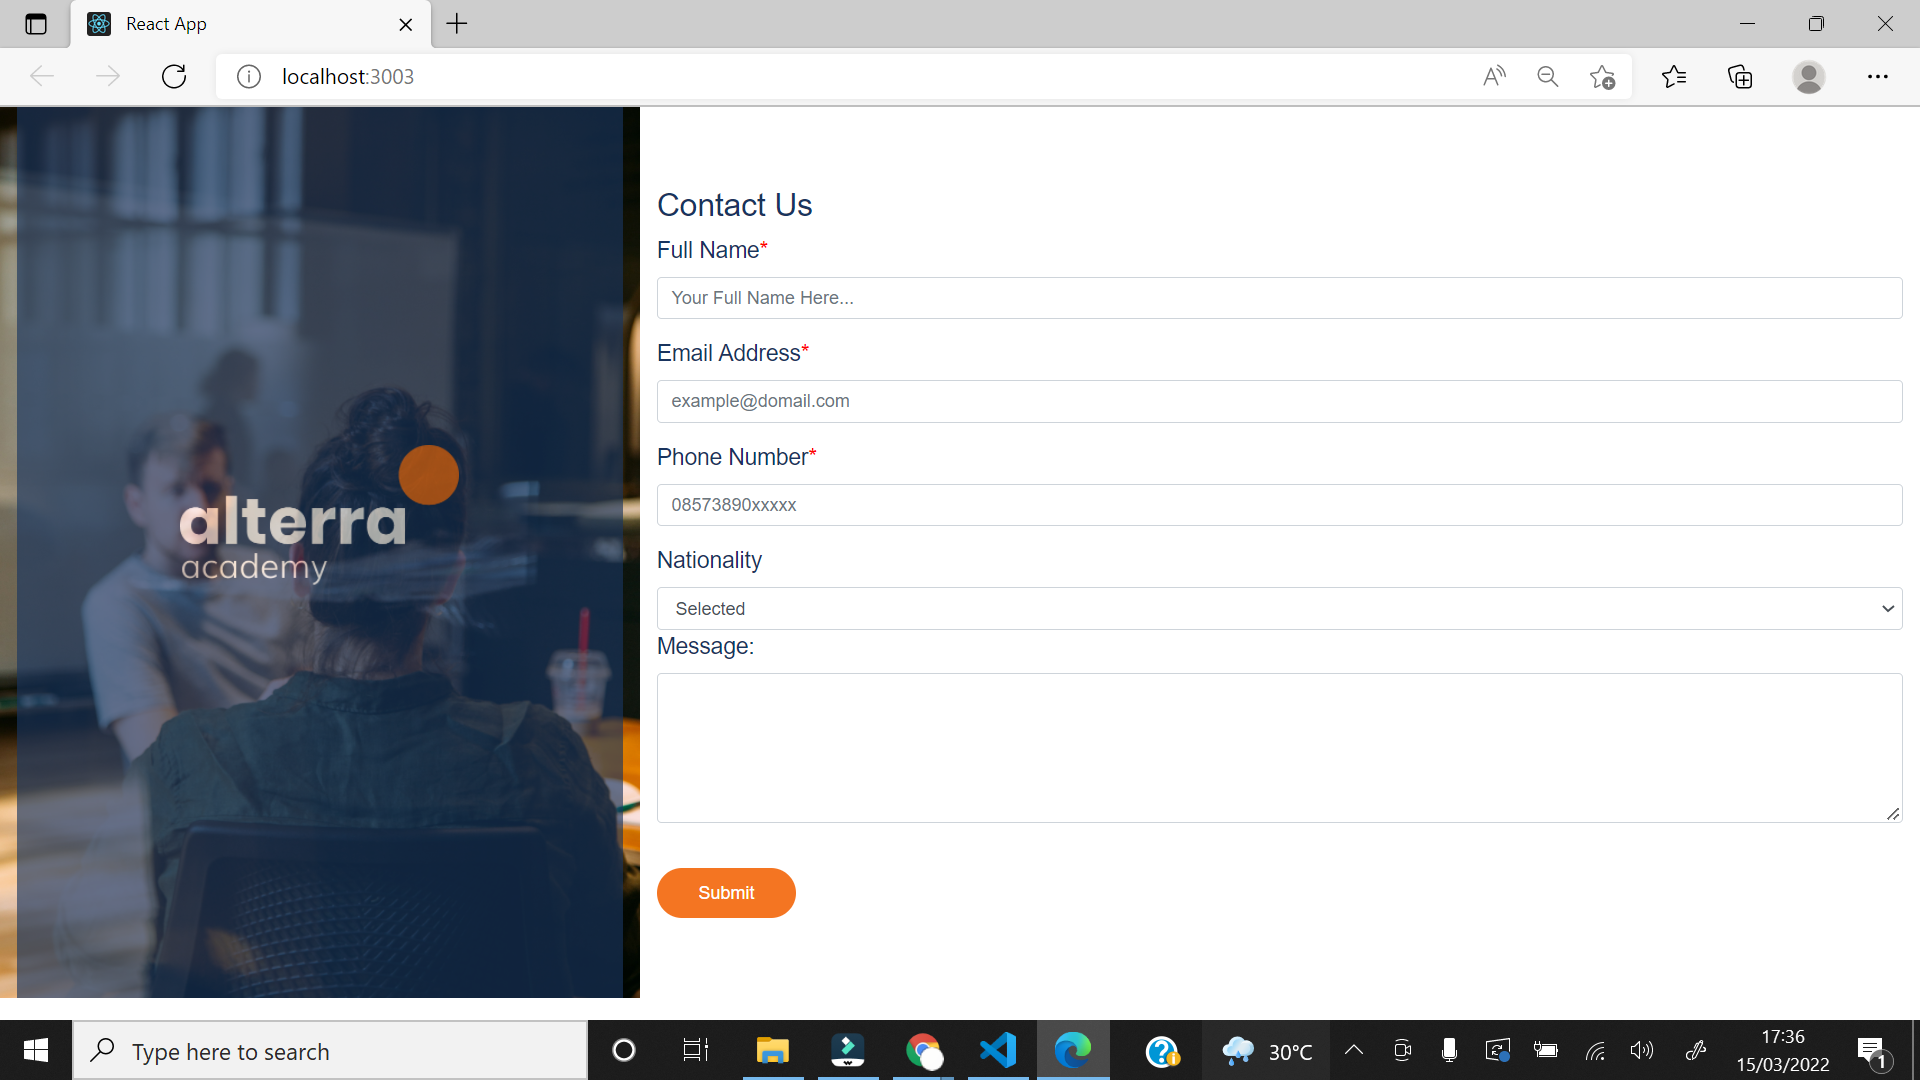 React App
localhost:3003
Contact Us
Full Name*
Your Full Name Here...
Email Address*
example@domail.com
Phone Number*
08573890xxxxx
Nationality
Selected
Message:
Submit
alterra
academy
Type here to search
30°C
17:36
15/03/2022
1